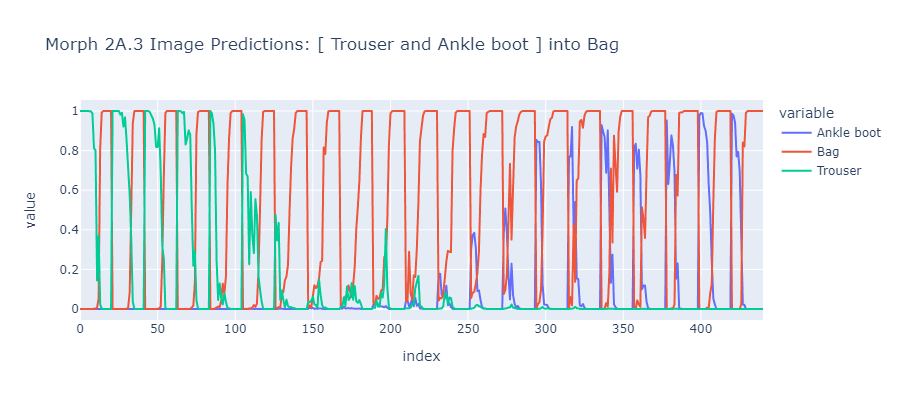 Morph 2A.3 Image Predictions: [ Trouser and Ankle boot ] into Bag
variable
Ankle boot
Bag
Trouser
value
1
0.8
0.6
0.4
0.2
0
0 50 100 150 200 250 300 350 400
index